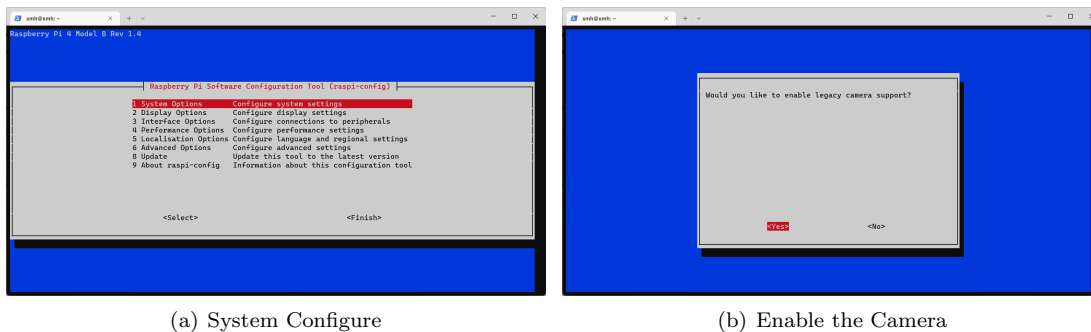 xmh@xmh: ~
Raspberry Pi 4 Model B Rev 1.4
Raspberry Pi Software Configuration Tool (raspi-config)
1 System Options Configure system settings
2 Display Options Configure display settings
3 Interface Options Configure connections to peripherals
4 Performance Options Configure performance settings
5 Localisation Options Configure language and regional settings
6 Advanced Options Configure advanced settings
8 Update Update this tool to the latest version
9 About raspi-config Information about this configuration tool
<Select> <Finish>
(a) System Configure
xmh@xmh: ~
Would you like to enable legacy camera support?
<Yes> <No>
(b) Enable the Camera